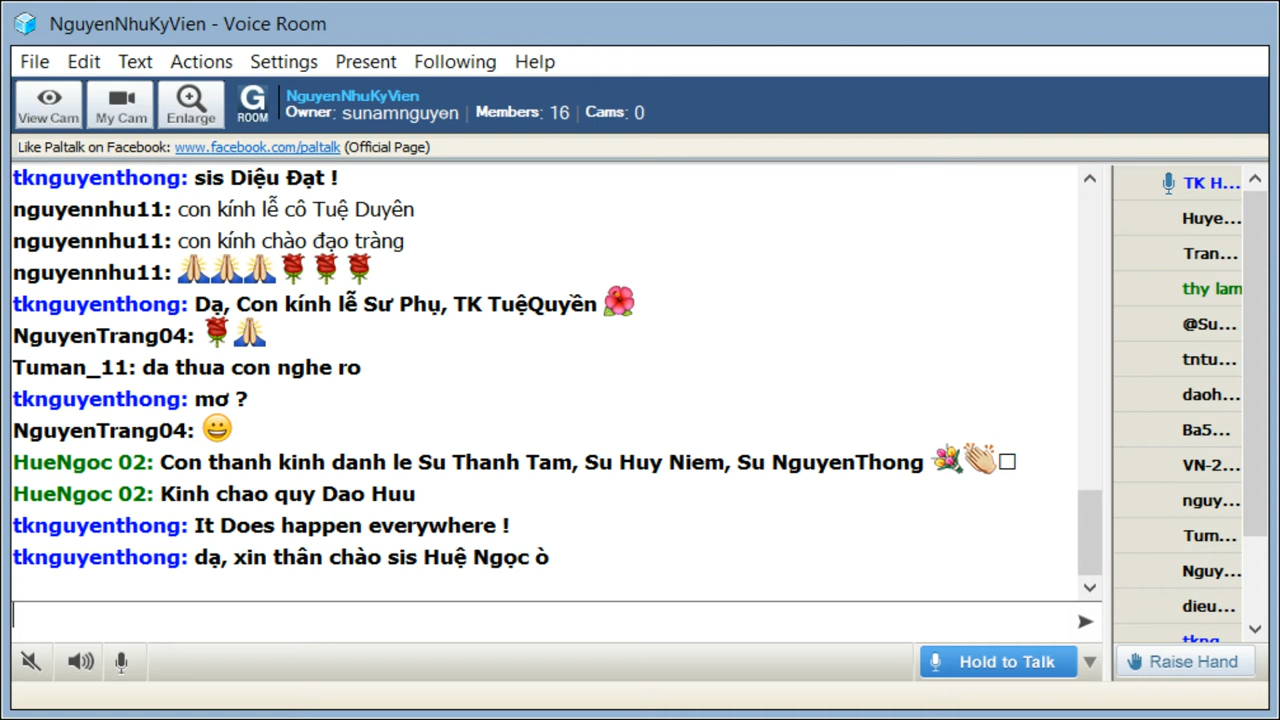 NguyenNhuKyVien - Voice Room
File Edit Text Actions Settings Present Following Help
View Cam My Cam Enlarge G ROOM
NguyenNhuKyVien
Owner: sunamnguyen Members: 16 Cams: 0
Like Paltalk on Facebook: www.facebook.com/paltalk (Official Page)
tknguyenthong: sis Diệu Đạt !
nguyennhu11: con kính lễ cô Tuệ Duyên
nguyennhu11: con kính chào đạo tràng
nguyennhu11: 🙏🙏🙏🌹🌹🌹
tknguyenthong: Dạ, Con kính lễ Sư Phụ, TK TuệQuyền 🌺
NguyenTrang04: 🌹🙏
Tuman_11: da thua con nghe ro
tknguyenthong: mơ ?
NguyenTrang04: 😀
HueNgoc 02: Con thanh kinh danh le Su Thanh Tam, Su Huy Niem, Su NguyenThong 💐👏□
HueNgoc 02: Kinh chao quy Dao Huu
tknguyenthong: It Does happen everywhere !
tknguyenthong: dạ, xin thân chào sis Huệ Ngọc ò
TK H...
Huye...
Tran...
thy lam
@Su...
tntu...
daoh...
Ba5...
VN-2...
nguy...
Tum...
Nguy...
dieu...
tkng...
Hold to Talk
Raise Hand